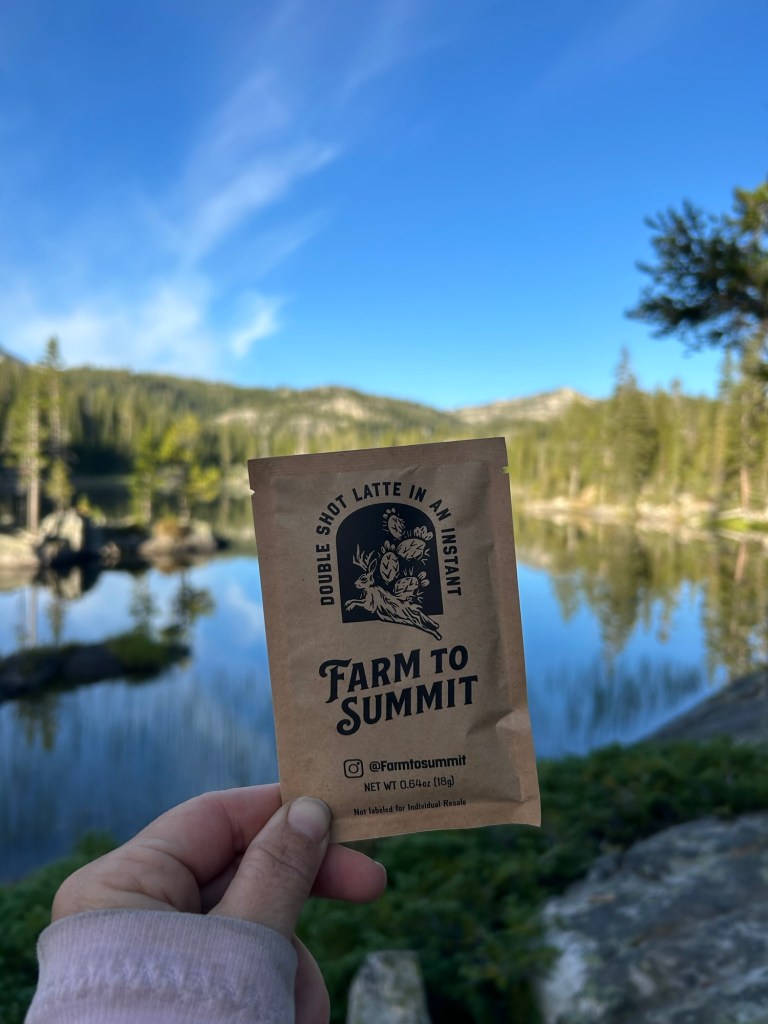 DOUBLE SHOT LATTE IN AN INSTANT
FARM TO
SUMMIT
@Farmtosummit
NET WT 0.64oz (18g)
Not labeled for Individual Resale